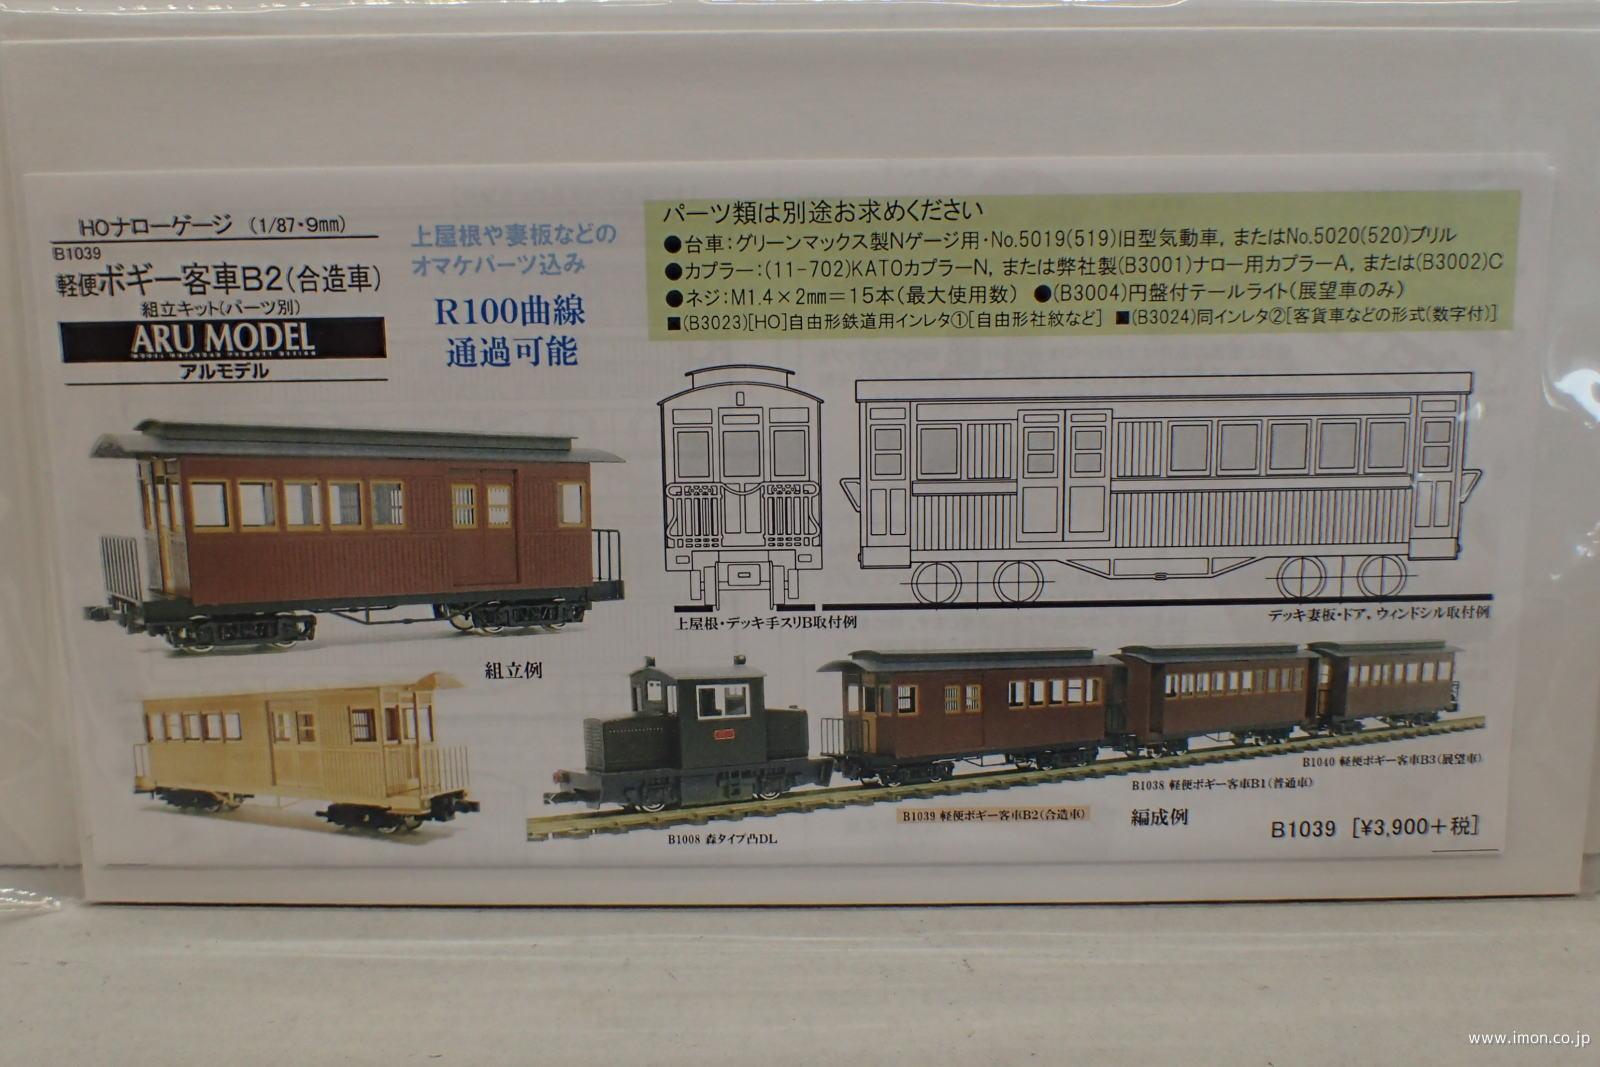 HOナローゲージ (1/87・9mm)
B1039
軽便ボギー客車B2(合造車)
組立キット(パーツ別)
ARU MODEL
MODEL RAILROAD PRODUCT DESIGN
アルモデル
上屋根や妻板などの
オマケパーツ込み
R100曲線
通過可能
パーツ類は別途お求めください
●台車:グリーンマックス製Nゲージ用・No.5019(519)旧型気動車, またはNo.5020(520)ブリル
●カプラー:(11-702)KATOカプラーN, または弊社製(B3001)ナロー用カプラーA, または(B3002)C
●ネジ:M1.4×2mm=15本(最大使用数) ●(B3004)円盤付テールライト(展望車のみ)
■(B3023)[HO]自由形鉄道用インレタ①[自由形社紋など] ■(B3024)同インレタ②[客貨車などの形式(数字付)]
上屋根・デッキ手スリB取付例
デッキ妻板・ドア, ウィンドシル取付例
組立例
B1008 森タイプ凸DL
B1039 軽便ボギー客車B2(合造車)
B1038 軽便ボギー客車B1(普通車)
B1040 軽便ボギー客車B3(展望車)
編成例
B1039 [¥3,900+税]
www.imon.co.jp